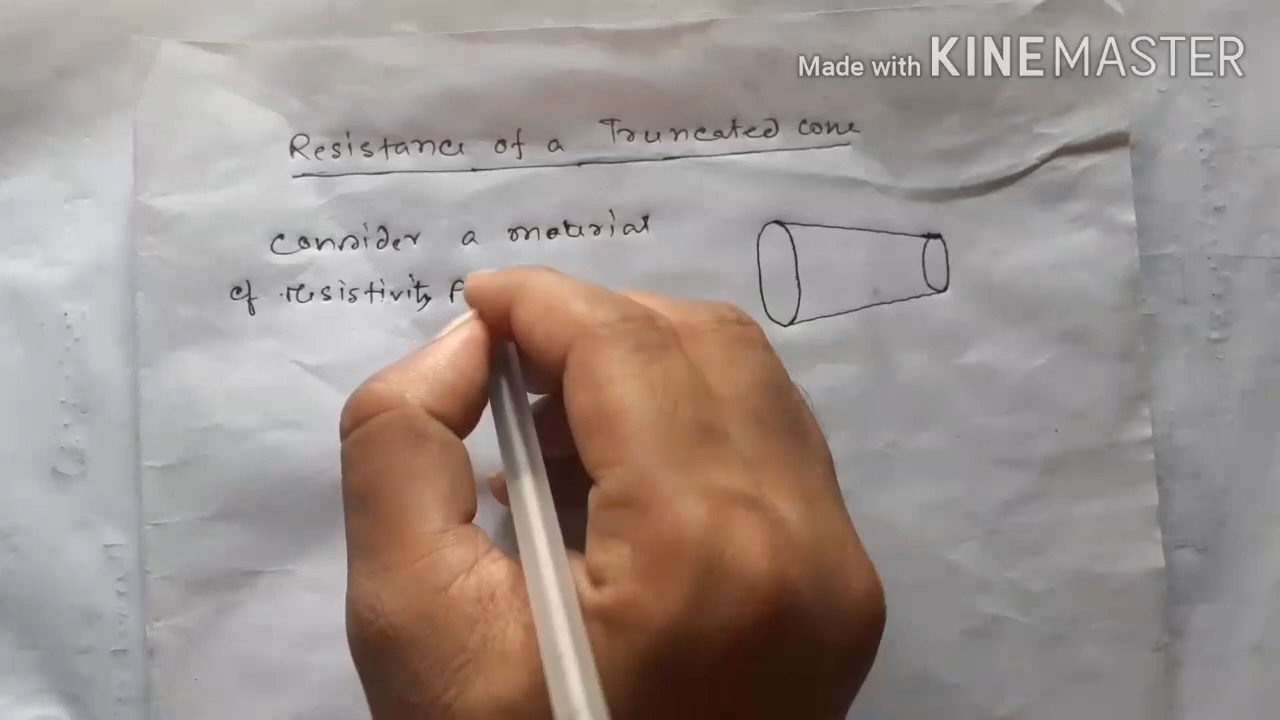 Made with KINEMASTER
Resistance of a Truncated cone
Consider a material
of resistivity ρ